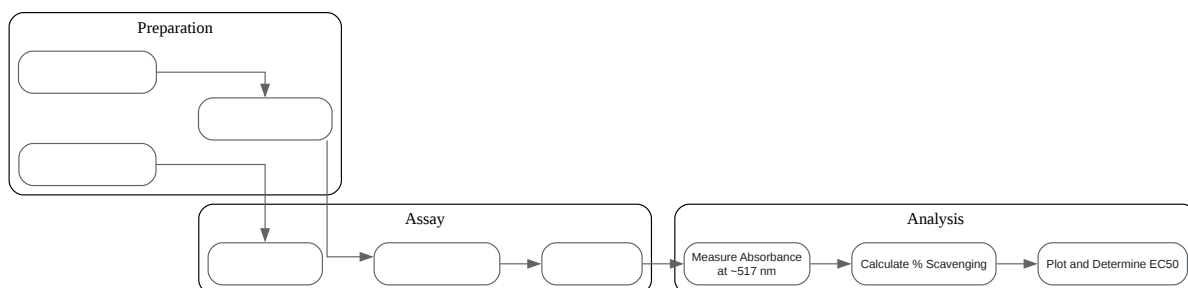 Preparation
Assay
Analysis
Measure Absorbance
at ~517 nm
Calculate % Scavenging
Plot and Determine EC50